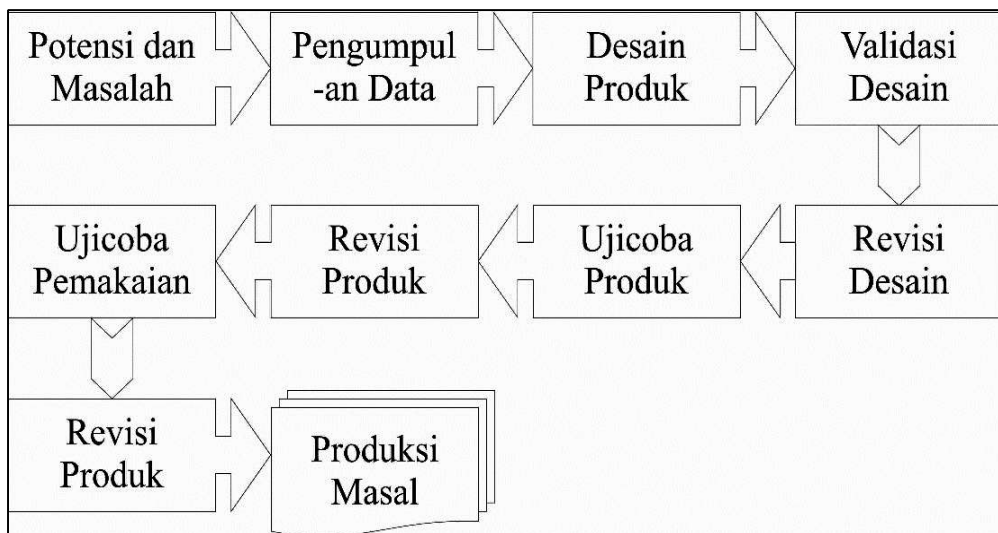 Potensi dan
Masalah
Pengumpul
-an Data
Desain
Produk
Validasi
Desain
Ujicoba
Pemakaian
Revisi
Produk
Ujicoba
Produk
Revisi
Desain
Revisi
Produk
Produksi
Masal